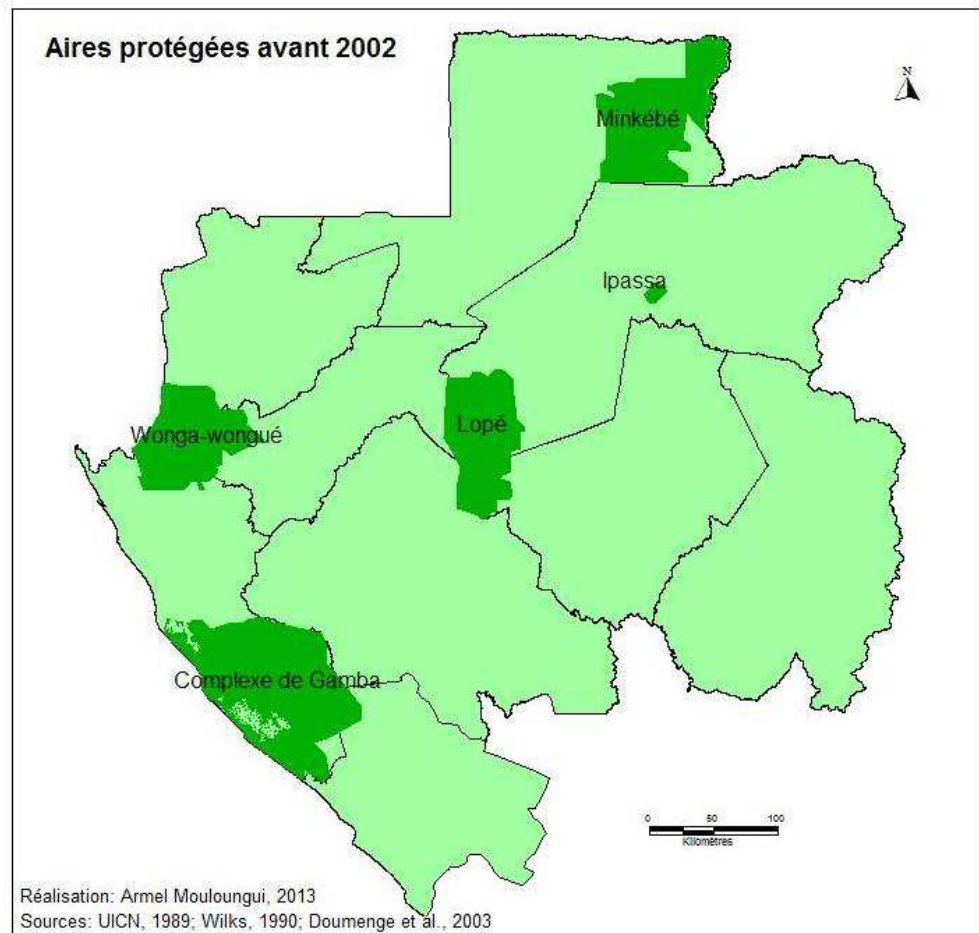 Aires protégées avant 2002
N
Minkébé
Ipassa
Lopé
Wonga-wongué
Complexe de Gamba
0 50 100
Kilomètres
Réalisation: Armel Mouloungui, 2013
Sources: UICN, 1989; Wilks, 1990; Doumenge et al., 2003